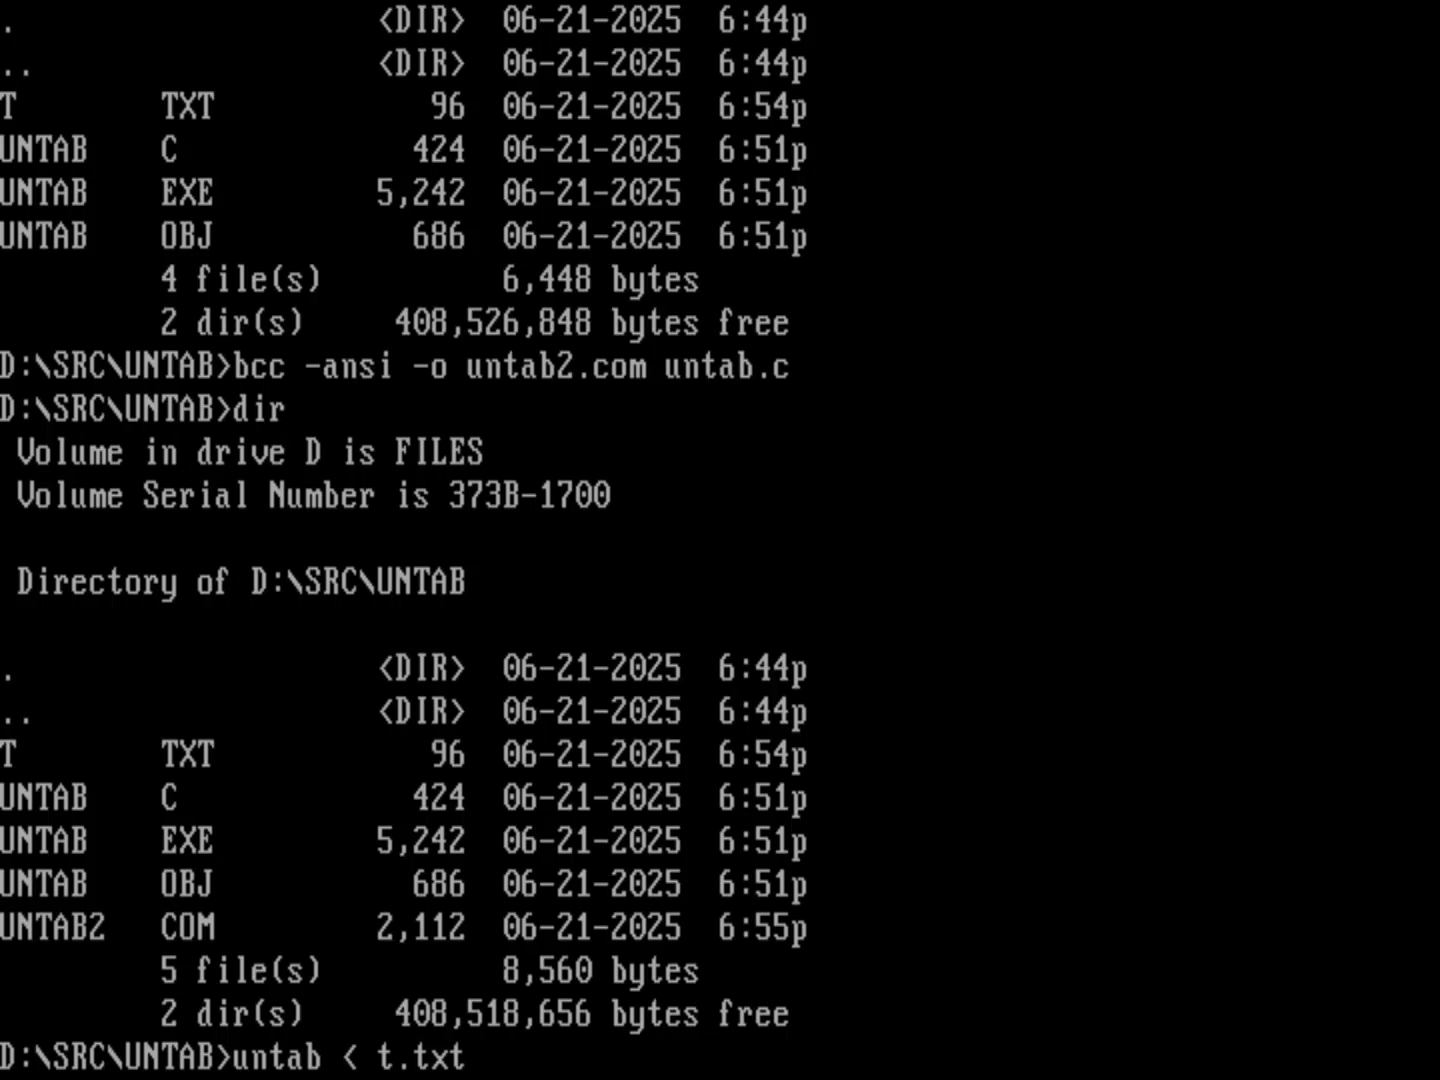 .                    <DIR>  06-21-2025  6:44p
..                   <DIR>  06-21-2025  6:44p
T        TXT            96  06-21-2025  6:54p
UNTAB    C             424  06-21-2025  6:51p
UNTAB    EXE         5,242  06-21-2025  6:51p
UNTAB    OBJ           686  06-21-2025  6:51p
         4 file(s)          6,448 bytes
         2 dir(s)     408,526,848 bytes free
D:\SRC\UNTAB>bcc -ansi -o untab2.com untab.c
D:\SRC\UNTAB>dir
 Volume in drive D is FILES
 Volume Serial Number is 373B-1700
 Directory of D:\SRC\UNTAB
.                    <DIR>  06-21-2025  6:44p
..                   <DIR>  06-21-2025  6:44p
T        TXT            96  06-21-2025  6:54p
UNTAB    C             424  06-21-2025  6:51p
UNTAB    EXE         5,242  06-21-2025  6:51p
UNTAB    OBJ           686  06-21-2025  6:51p
UNTAB2   COM         2,112  06-21-2025  6:55p
         5 file(s)          8,560 bytes
         2 dir(s)     408,518,656 bytes free
D:\SRC\UNTAB>untab < t.txt